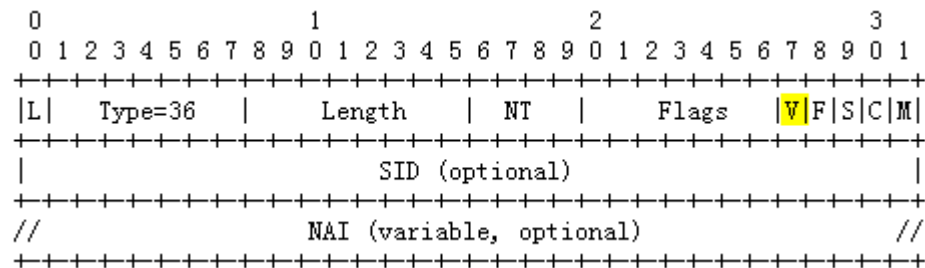 0                   1                   2                   3
 0 1 2 3 4 5 6 7 8 9 0 1 2 3 4 5 6 7 8 9 0 1 2 3 4 5 6 7 8 9 0 1
+-+-+-+-+-+-+-+-+-+-+-+-+-+-+-+-+-+-+-+-+-+-+-+-+-+-+-+-+-+-+-+-+
|L|   Type=36   |     Length    |  NT   |     Flags     |V|F|S|C|M|
+-+-+-+-+-+-+-+-+-+-+-+-+-+-+-+-+-+-+-+-+-+-+-+-+-+-+-+-+-+-+-+-+
|                         SID (optional)                        |
+-+-+-+-+-+-+-+-+-+-+-+-+-+-+-+-+-+-+-+-+-+-+-+-+-+-+-+-+-+-+-+-+
//                   NAI (variable, optional)                  //
+-+-+-+-+-+-+-+-+-+-+-+-+-+-+-+-+-+-+-+-+-+-+-+-+-+-+-+-+-+-+-+-+